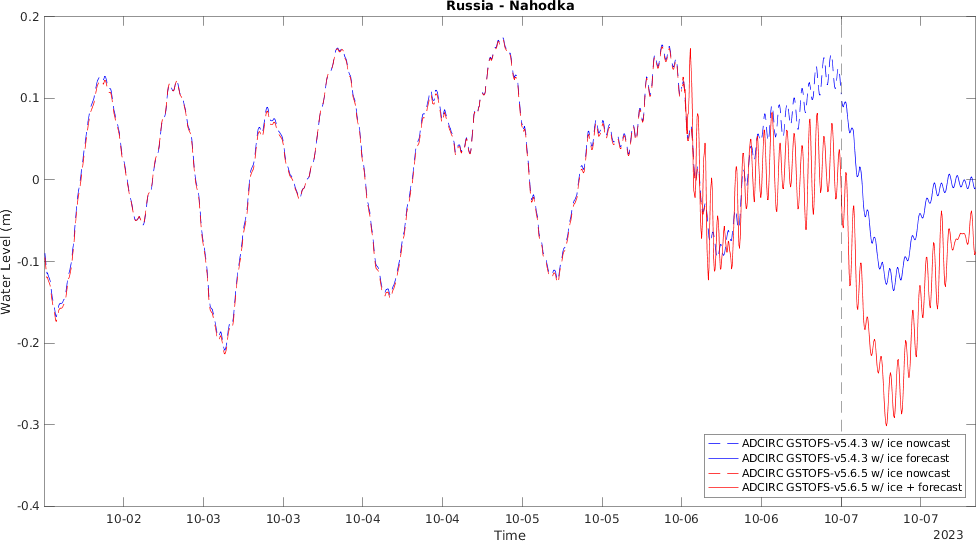 Russia - Nahodka
0.2
0.1
0
-0.1
-0.2
-0.3
-0.4
Water Level (m)
ADCIRC GSTOFS-v5.4.3 w/ ice nowcast
ADCIRC GSTOFS-v5.4.3 w/ ice forecast
ADCIRC GSTOFS-v5.6.5 w/ ice nowcast
ADCIRC GSTOFS-v5.6.5 w/ ice + forecast
10-02 10-03 10-03 10-04 10-04 10-05 10-05 10-06 10-06 10-07 10-07
Time
2023